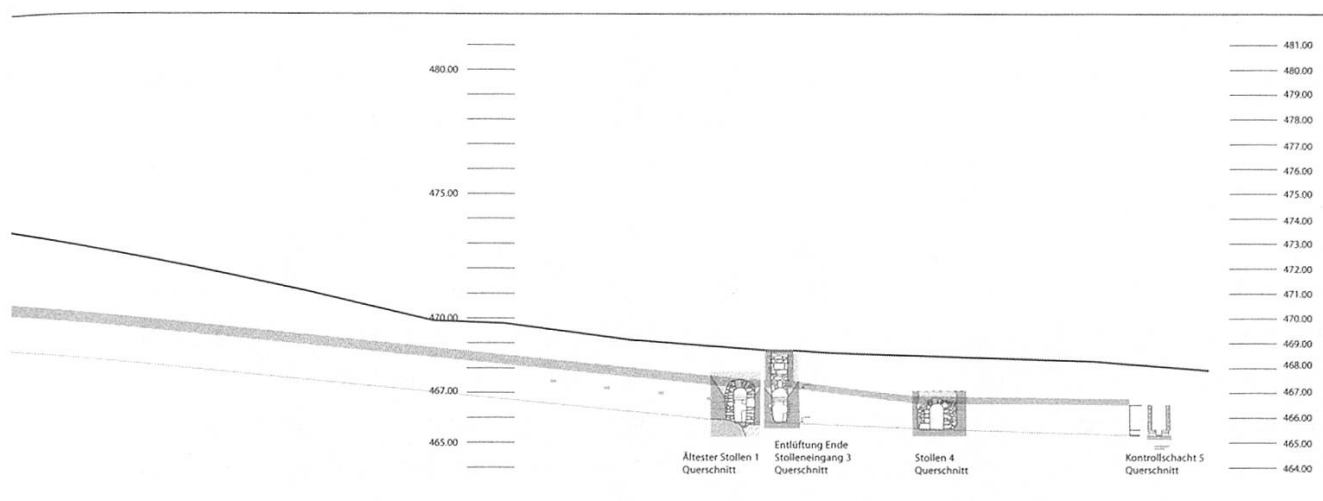 480.00
475.00
470.00
467.00
465.00
481.00
480.00
479.00
478.00
477.00
476.00
475.00
474.00
473.00
472.00
471.00
470.00
469.00
468.00
467.00
466.00
465.00
464.00
Ältester Stollen 1
Querschnitt
Entlüftung Ende
Stolleneingang 3
Querschnitt
Stollen 4
Querschnitt
Kontrollschacht 5
Querschnitt